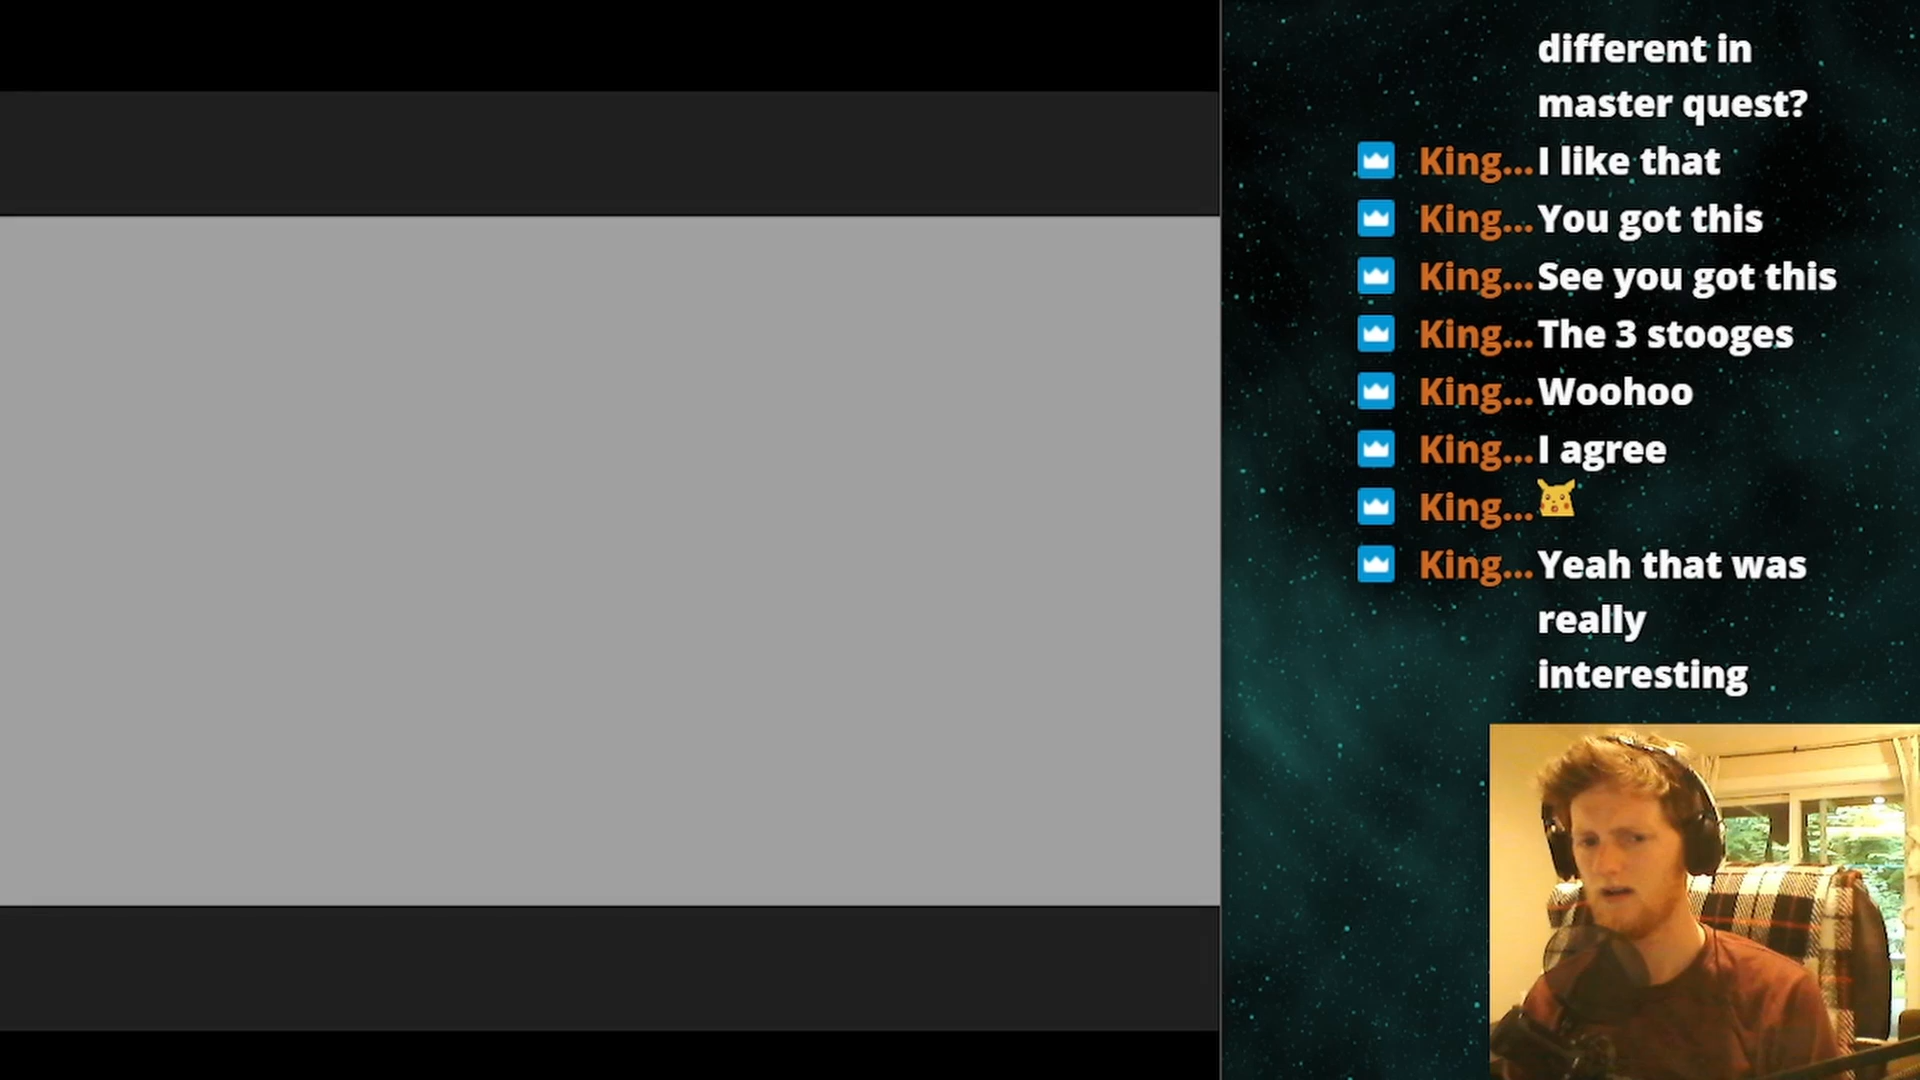 different in
master quest?
King... I like that
King... You got this
King... See you got this
King... The 3 stooges
King... Woohoo
King... I agree
King...
King... Yeah that was
really
interesting